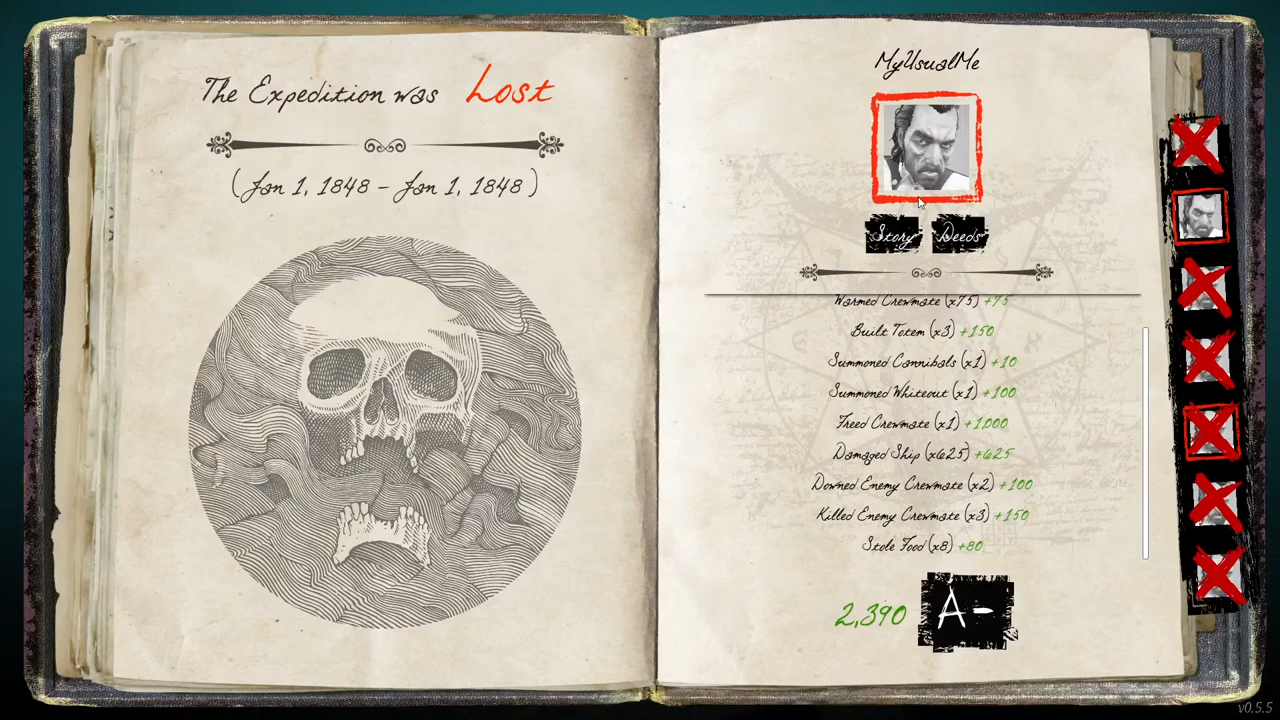 The Expedition was Lost
(Jan 1, 1848 - Jan 1, 1848)
MyUsualMe
Story Deeds
Warmed Crewmate (x75) +75
Built Totem (x3) +150
Summoned Cannibals (x1) +10
Summoned Whiteout (x1) +100
Freed Crewmate (x1) +1,000
Damaged Ship (x625) +625
Downed Enemy Crewmate (x2) +100
Killed Enemy Crewmate (x3) +150
Stole Food (x8) +80
2,390 A-
v0.5.5